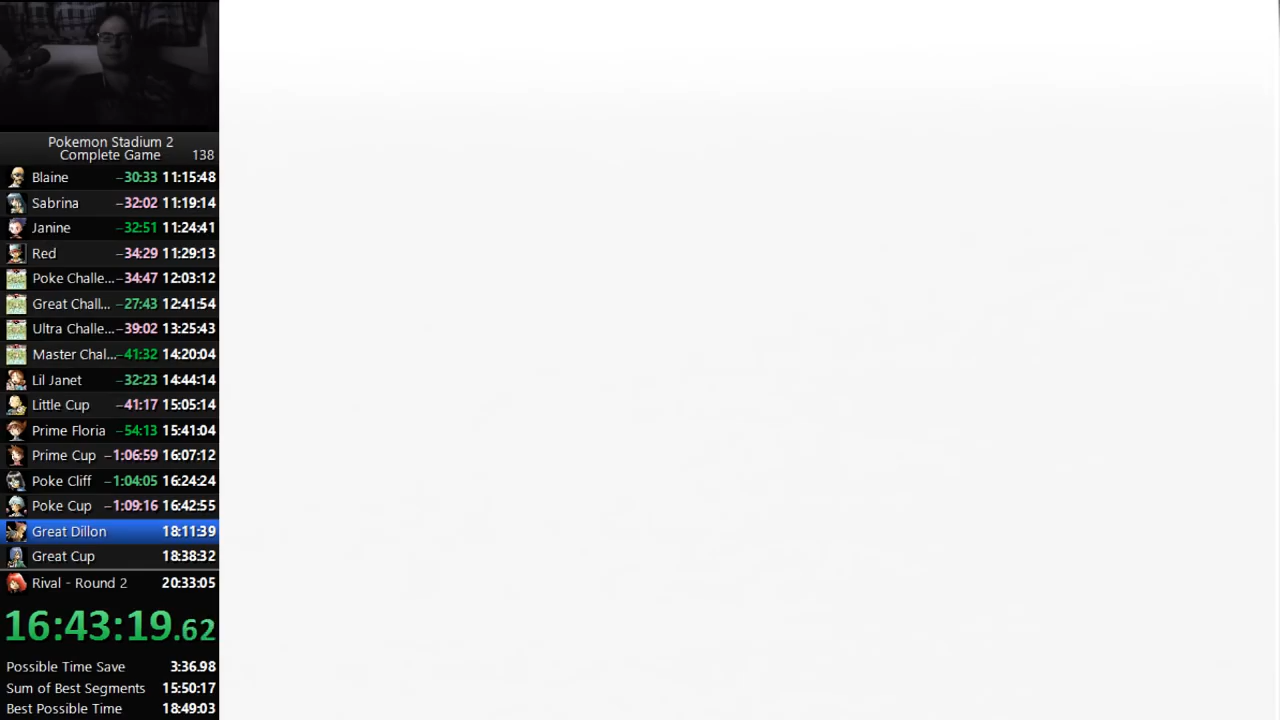 Pokemon Stadium 2
Complete Game 138
Blaine −30:33 11:15:48
Sabrina −32:02 11:19:14
Janine −32:51 11:24:41
Red −34:29 11:29:13
Poke Challe... −34:47 12:03:12
Great Chall... −27:43 12:41:54
Ultra Challe... −39:02 13:25:43
Master Chal... −41:32 14:20:04
Lil Janet −32:23 14:44:14
Little Cup −41:17 15:05:14
Prime Floria −54:13 15:41:04
Prime Cup −1:06:59 16:07:12
Poke Cliff −1:04:05 16:24:24
Poke Cup −1:09:16 16:42:55
Great Dillon 18:11:39
Great Cup 18:38:32
Rival - Round 2 20:33:05
16:43:19.62
Possible Time Save 3:36.98
Sum of Best Segments 15:50:17
Best Possible Time 18:49:03